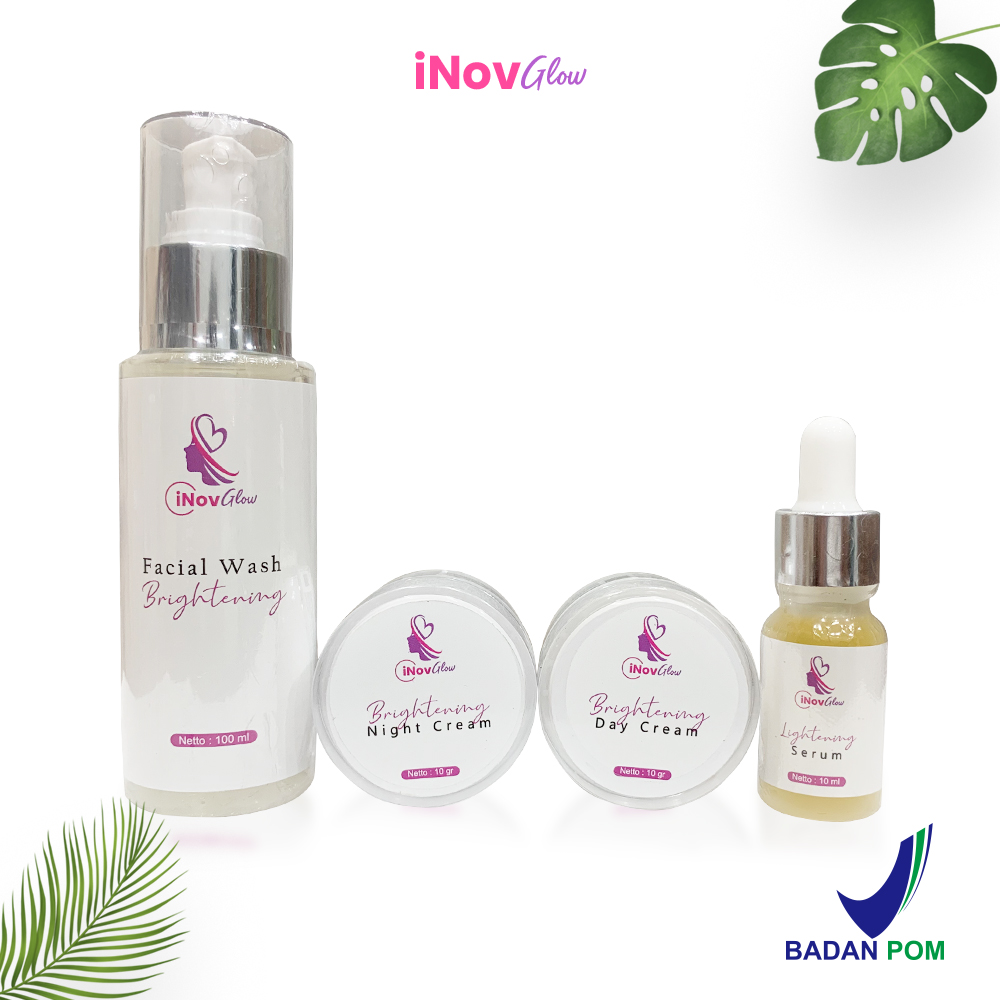 iNovGlow
iNovGlow
Facial Wash
Brightening
Netto : 100 ml
iNovGlow
Brightening
Night Cream
Netto : 10 gr
iNovGlow
Brightening
Day Cream
Netto : 10 gr
iNovGlow
Lightening
Serum
Netto : 10 ml
BADAN POM